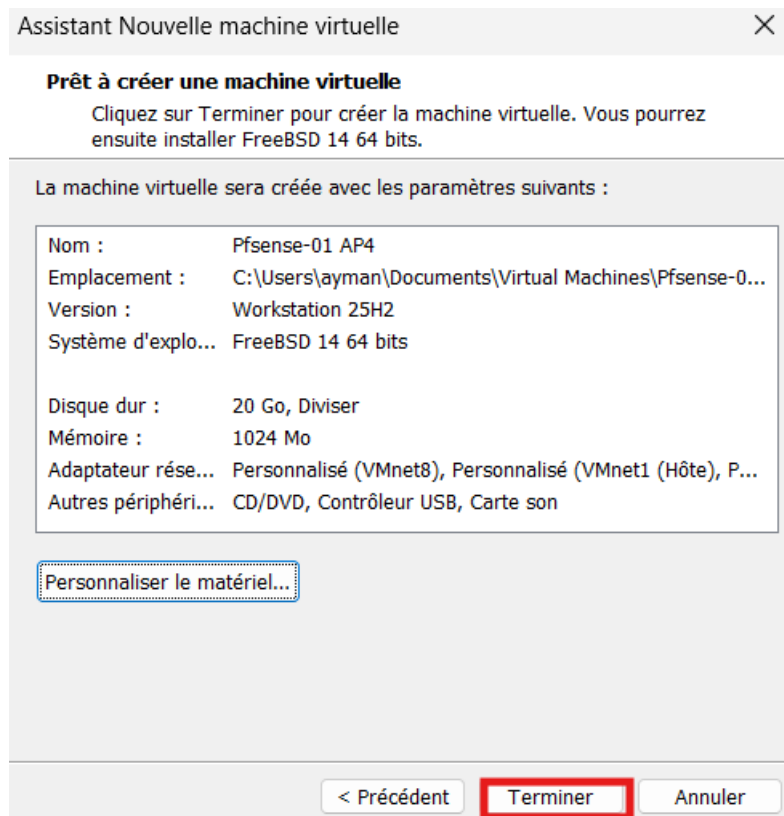 Assistant Nouvelle machine virtuelle
Prêt à créer une machine virtuelle
Cliquez sur Terminer pour créer la machine virtuelle. Vous pourrez
ensuite installer FreeBSD 14 64 bits.
La machine virtuelle sera créée avec les paramètres suivants :
Nom : Pfsense-01 AP4
Emplacement : C:\Users\ayman\Documents\Virtual Machines\Pfsense-0...
Version : Workstation 25H2
Système d'explo... FreeBSD 14 64 bits
Disque dur : 20 Go, Diviser
Mémoire : 1024 Mo
Adaptateur rése... Personnalisé (VMnet8), Personnalisé (VMnet1 (Hôte), P...
Autres périphéri... CD/DVD, Contrôleur USB, Carte son
Personnaliser le matériel...
< Précédent Terminer Annuler